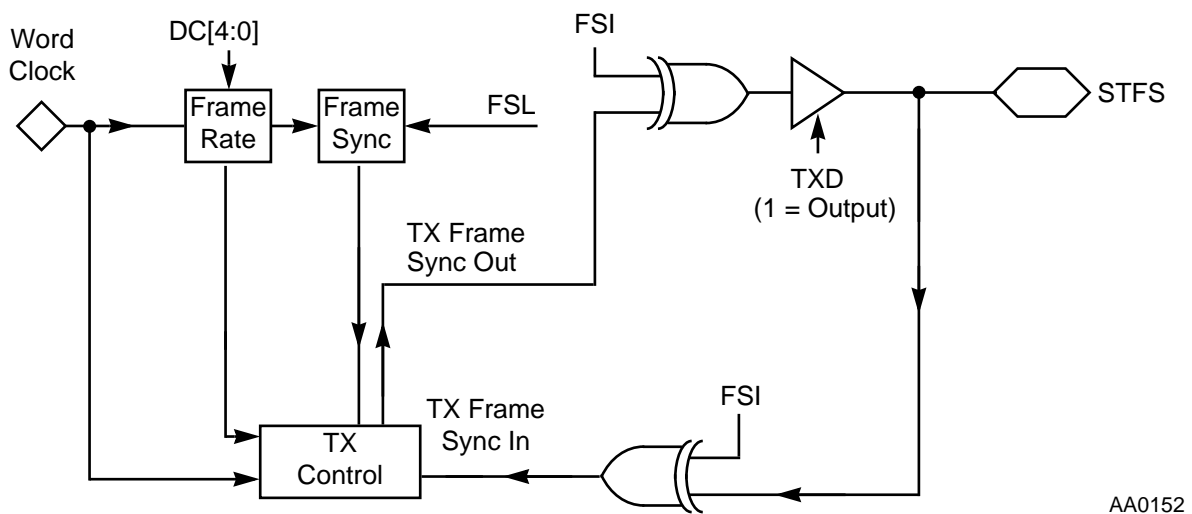 Word
Clock
DC[4:0]
Frame
Rate
Frame
Sync
FSL
FSI
TXD
(1 = Output)
STFS
TX Frame
Sync Out
TX
Control
TX Frame
Sync In
FSI
AA0152